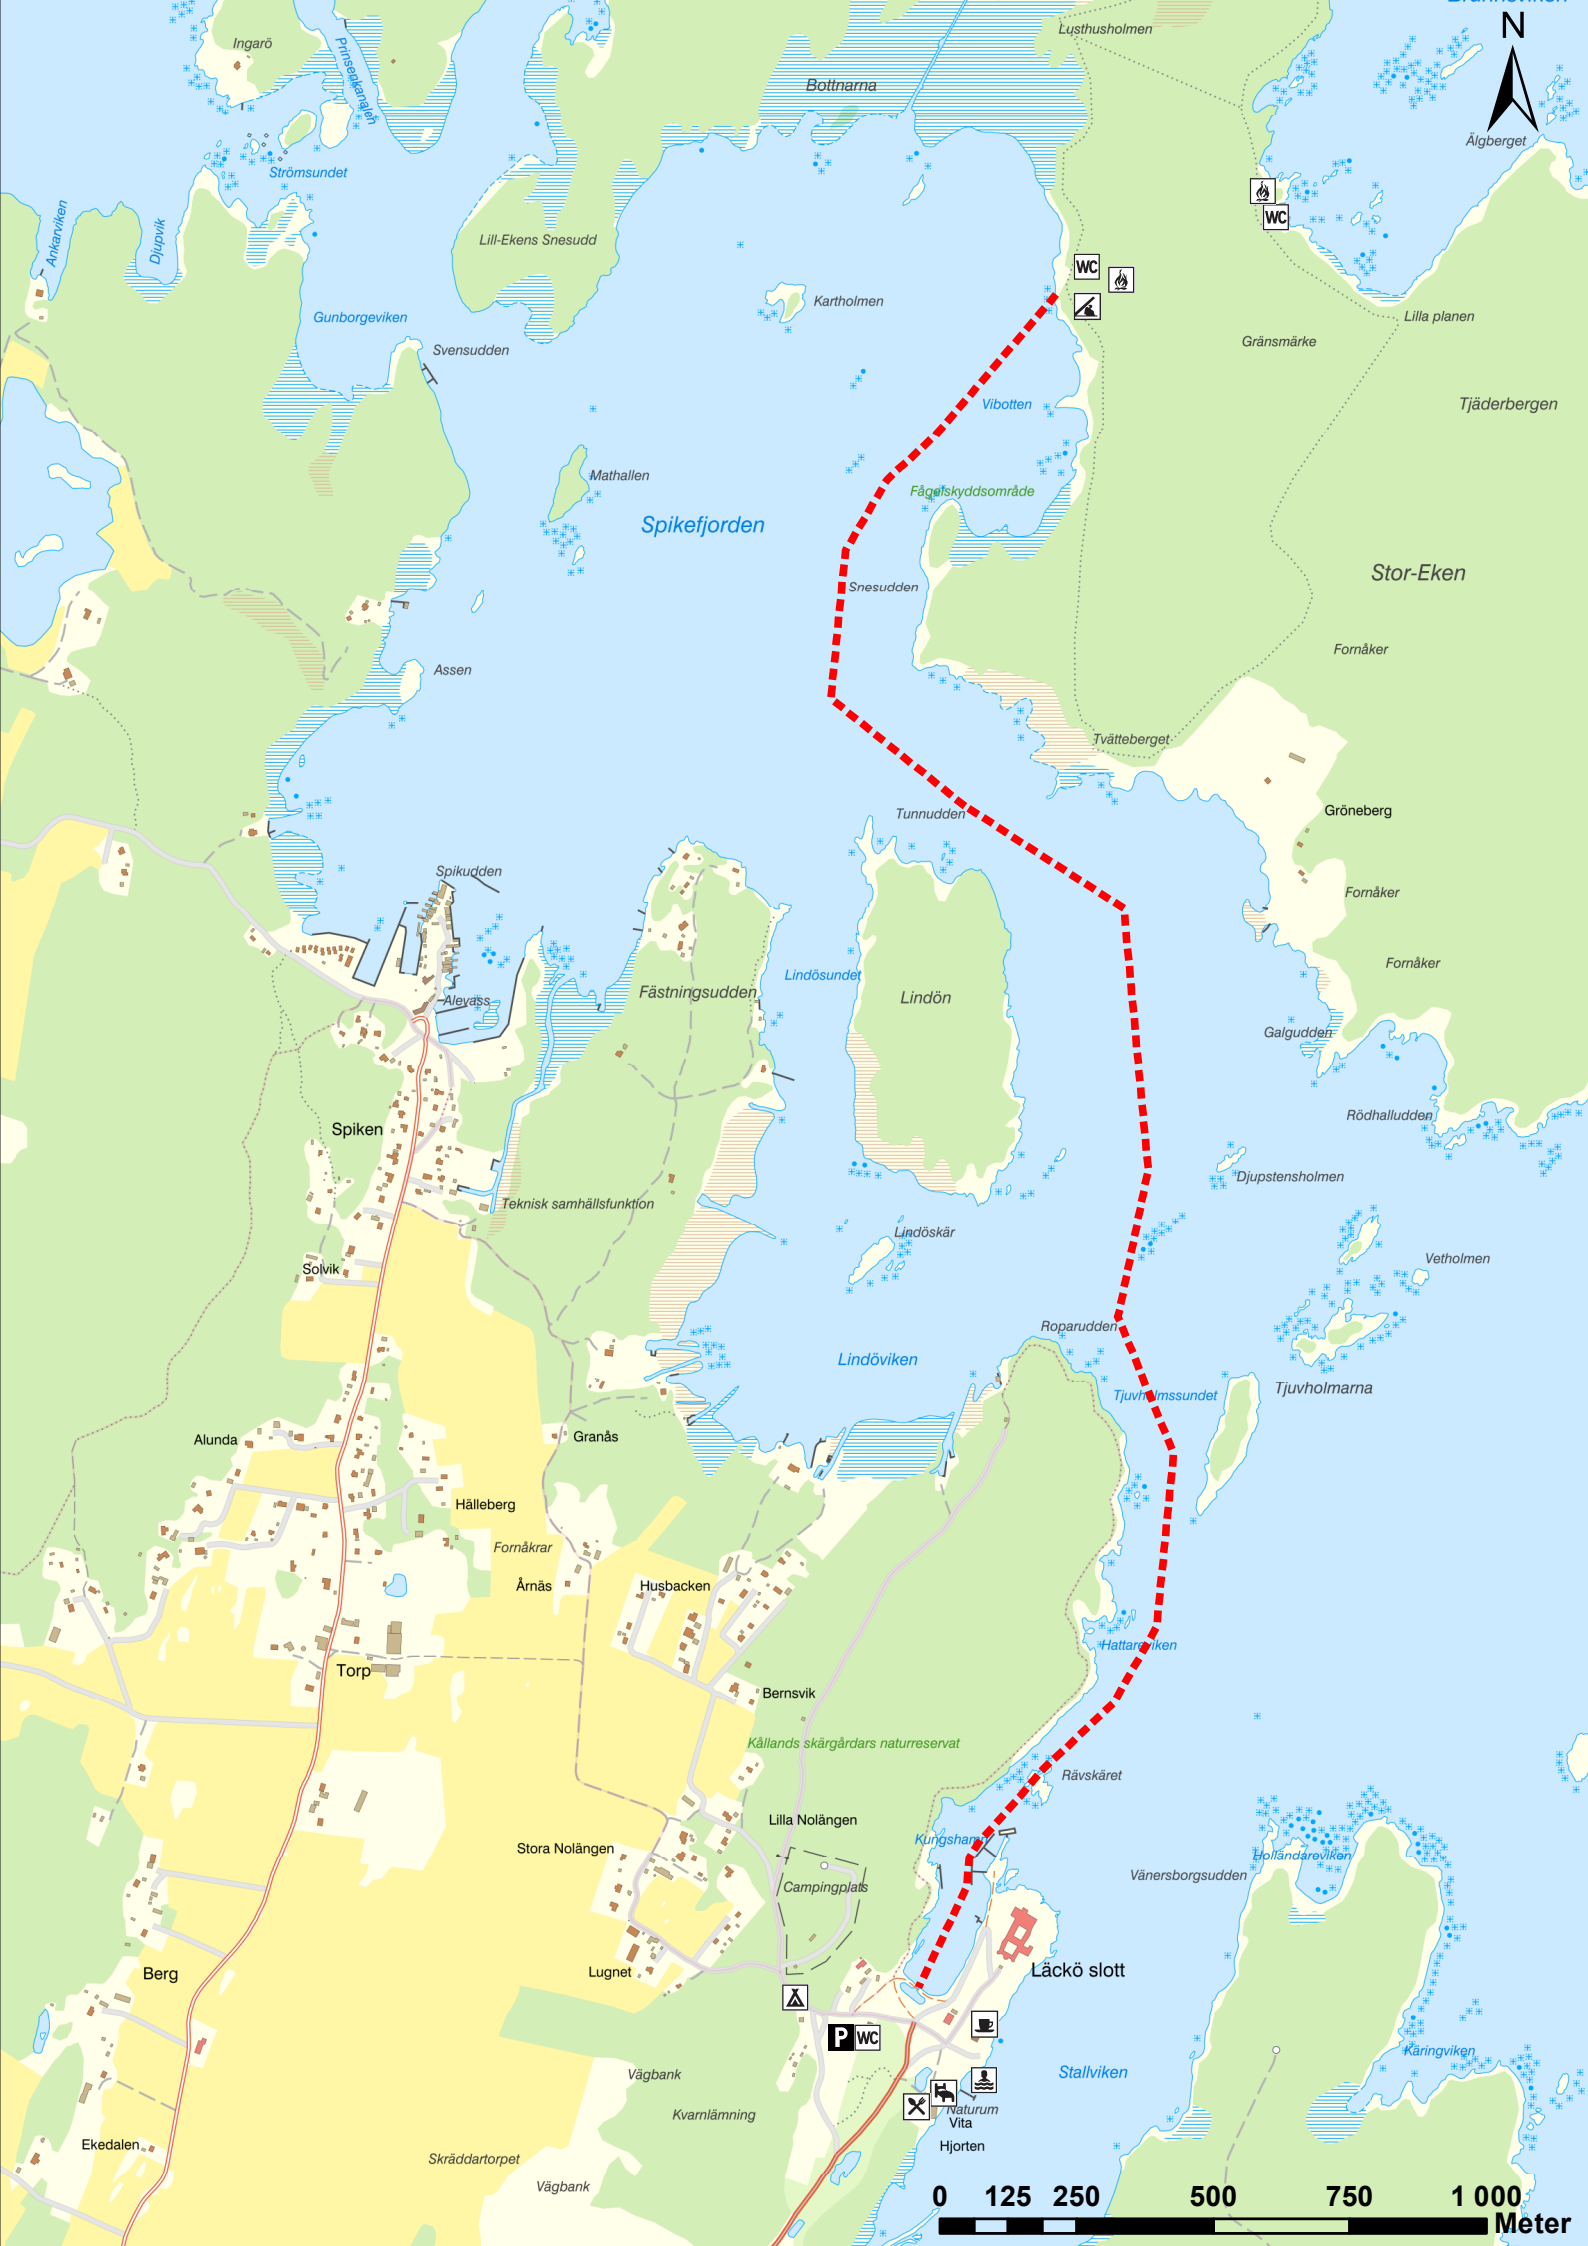 Brännöviken
N
Ingarö
Lusthusholmen
Prinsenkanalen
Bottnarna
Älgberget
Strömsundet
WC
Ankarviken
Djupvik
Lill-Ekens Snesudd
WC
Kartholmen
Gunborgeviken
Lilla planen
Gränsmärke
Svensudden
Vibotten
Tjäderbergen
Mathallen
Fågelskyddsområde
Spikefjorden
Stor-Eken
Snesudden
Fornåker
Assen
Tvätteberget
Tunnudden
Gröneberg
Spikudden
Fornåker
Fornåker
Lindösundet
Fästningsudden
Lindön
Alevass
Galgudden
Rödhalludden
Spiken
Djupstensholmen
Teknisk samhällsfunktion
Lindöskär
Vetholmen
Solvik
Roparudden
Lindöviken
Tjuvholmarna
Tjuvholmssundet
Alunda
Granås
Hälleberg
Fornåkrar
Årnäs
Husbacken
Hattareviken
Torp
Bernsvik
Kållands skärgårdars naturreservat
Rävskäret
Lilla Nolängen
Kungshamn
Stora Nolängen
Hollandareviken
Vänersborgsudden
Campingplats
Läckö slott
Berg
Lugnet
P WC
Käringviken
Stallviken
Vägbank
Naturum
Kvarnlämning
Vita
Hjorten
Ekedalen
Skräddartorpet
Vägbank
0 125 250 500 750 1 000
Meter